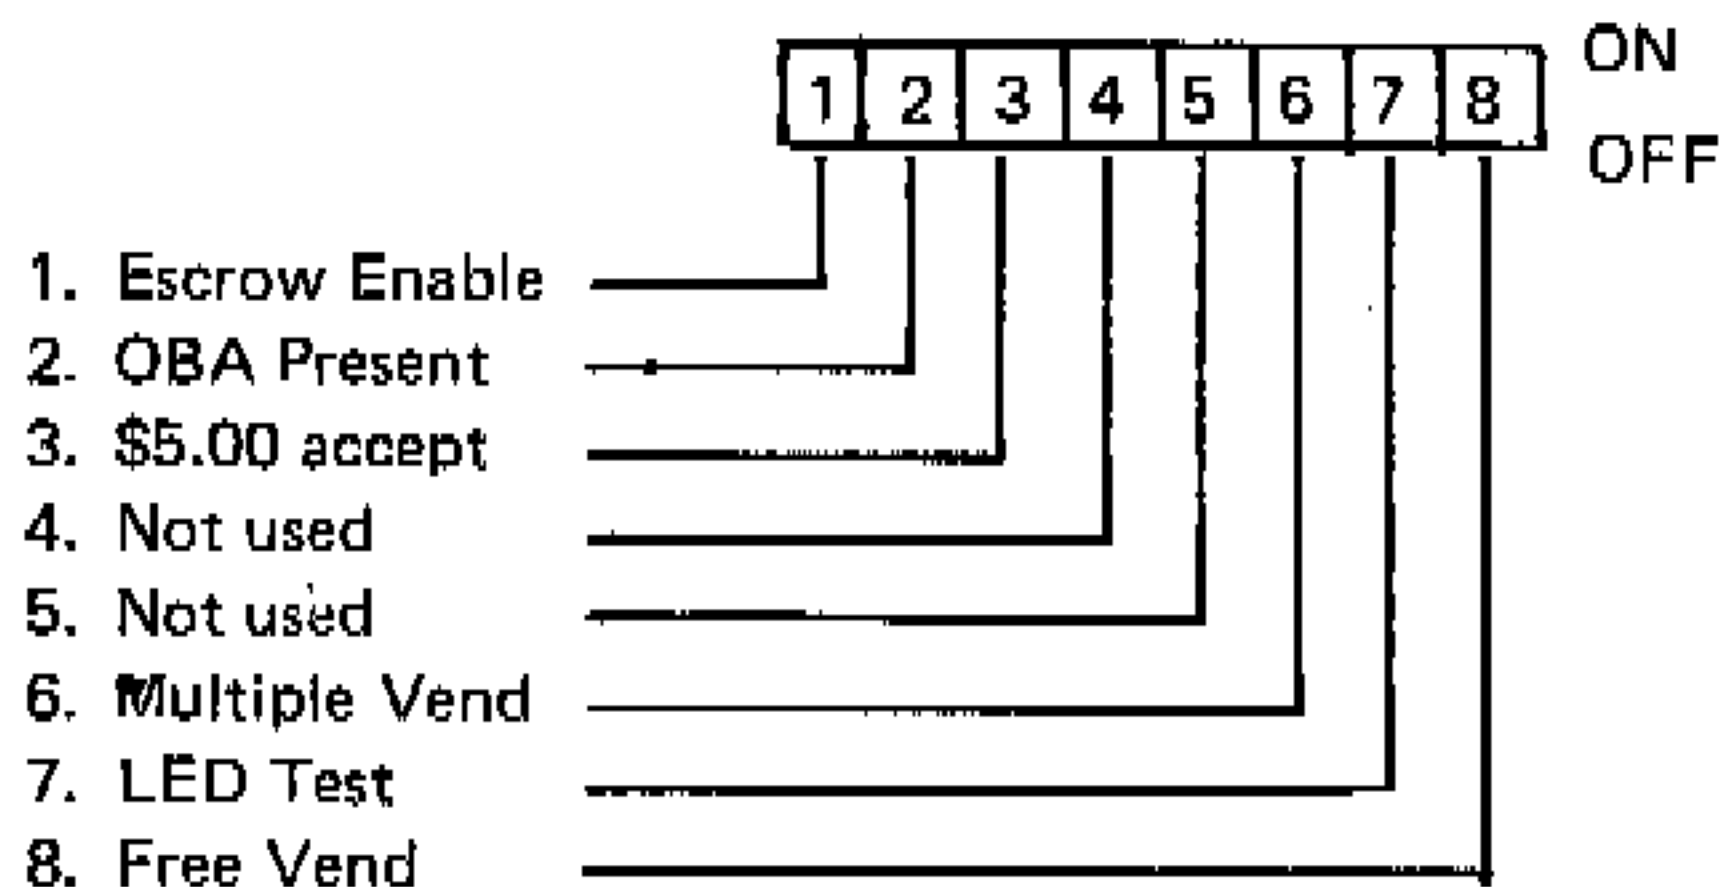 1 2 3 4 5 6 7 8 ON
OFF
1. Escrow Enable
2. OBA Present
3. $5.00 accept
4. Not used
5. Not used
6. Multiple Vend
7. LED Test
8. Free Vend